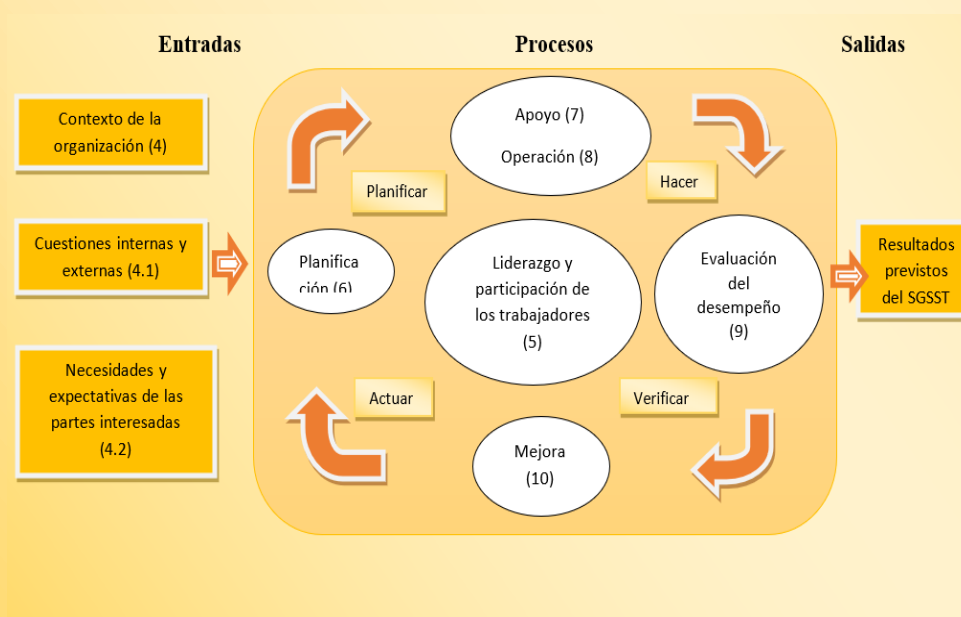 Entradas
Procesos
Salidas
Contexto de la
organización (4)
Cuestiones internas y
externas (4.1)
Necesidades y
expectativas de las
partes interesadas
(4.2)
Planificar
Apoyo (7)
Operación (8)
Hacer
Planifica
ción (6)
Liderazgo y
participación de
los trabajadores
(5)
Evaluación
del
desempeño
(9)
Actuar
Mejora
(10)
Verificar
Resultados
previstos
del SGSST